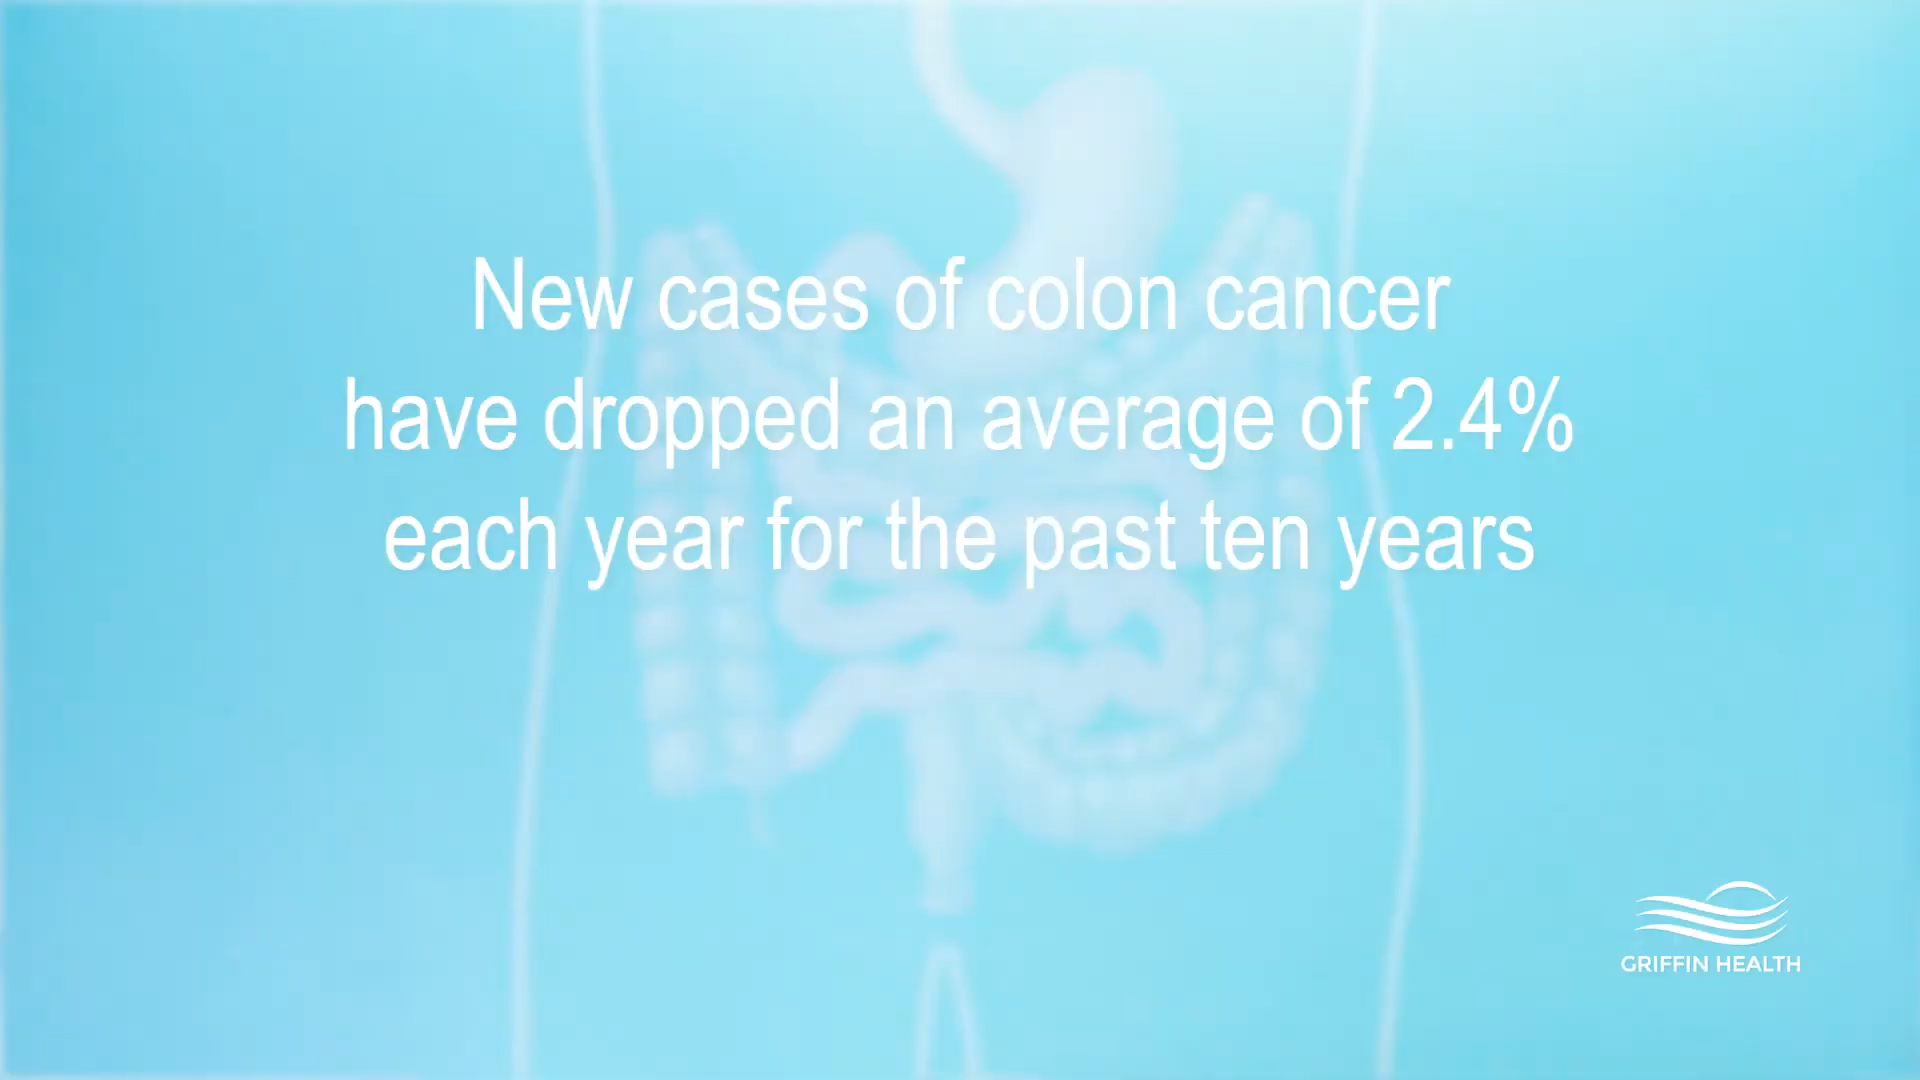 New cases of colon cancer
have dropped an average of 2.4%
each year for the past ten years
GRIFFIN HEALTH